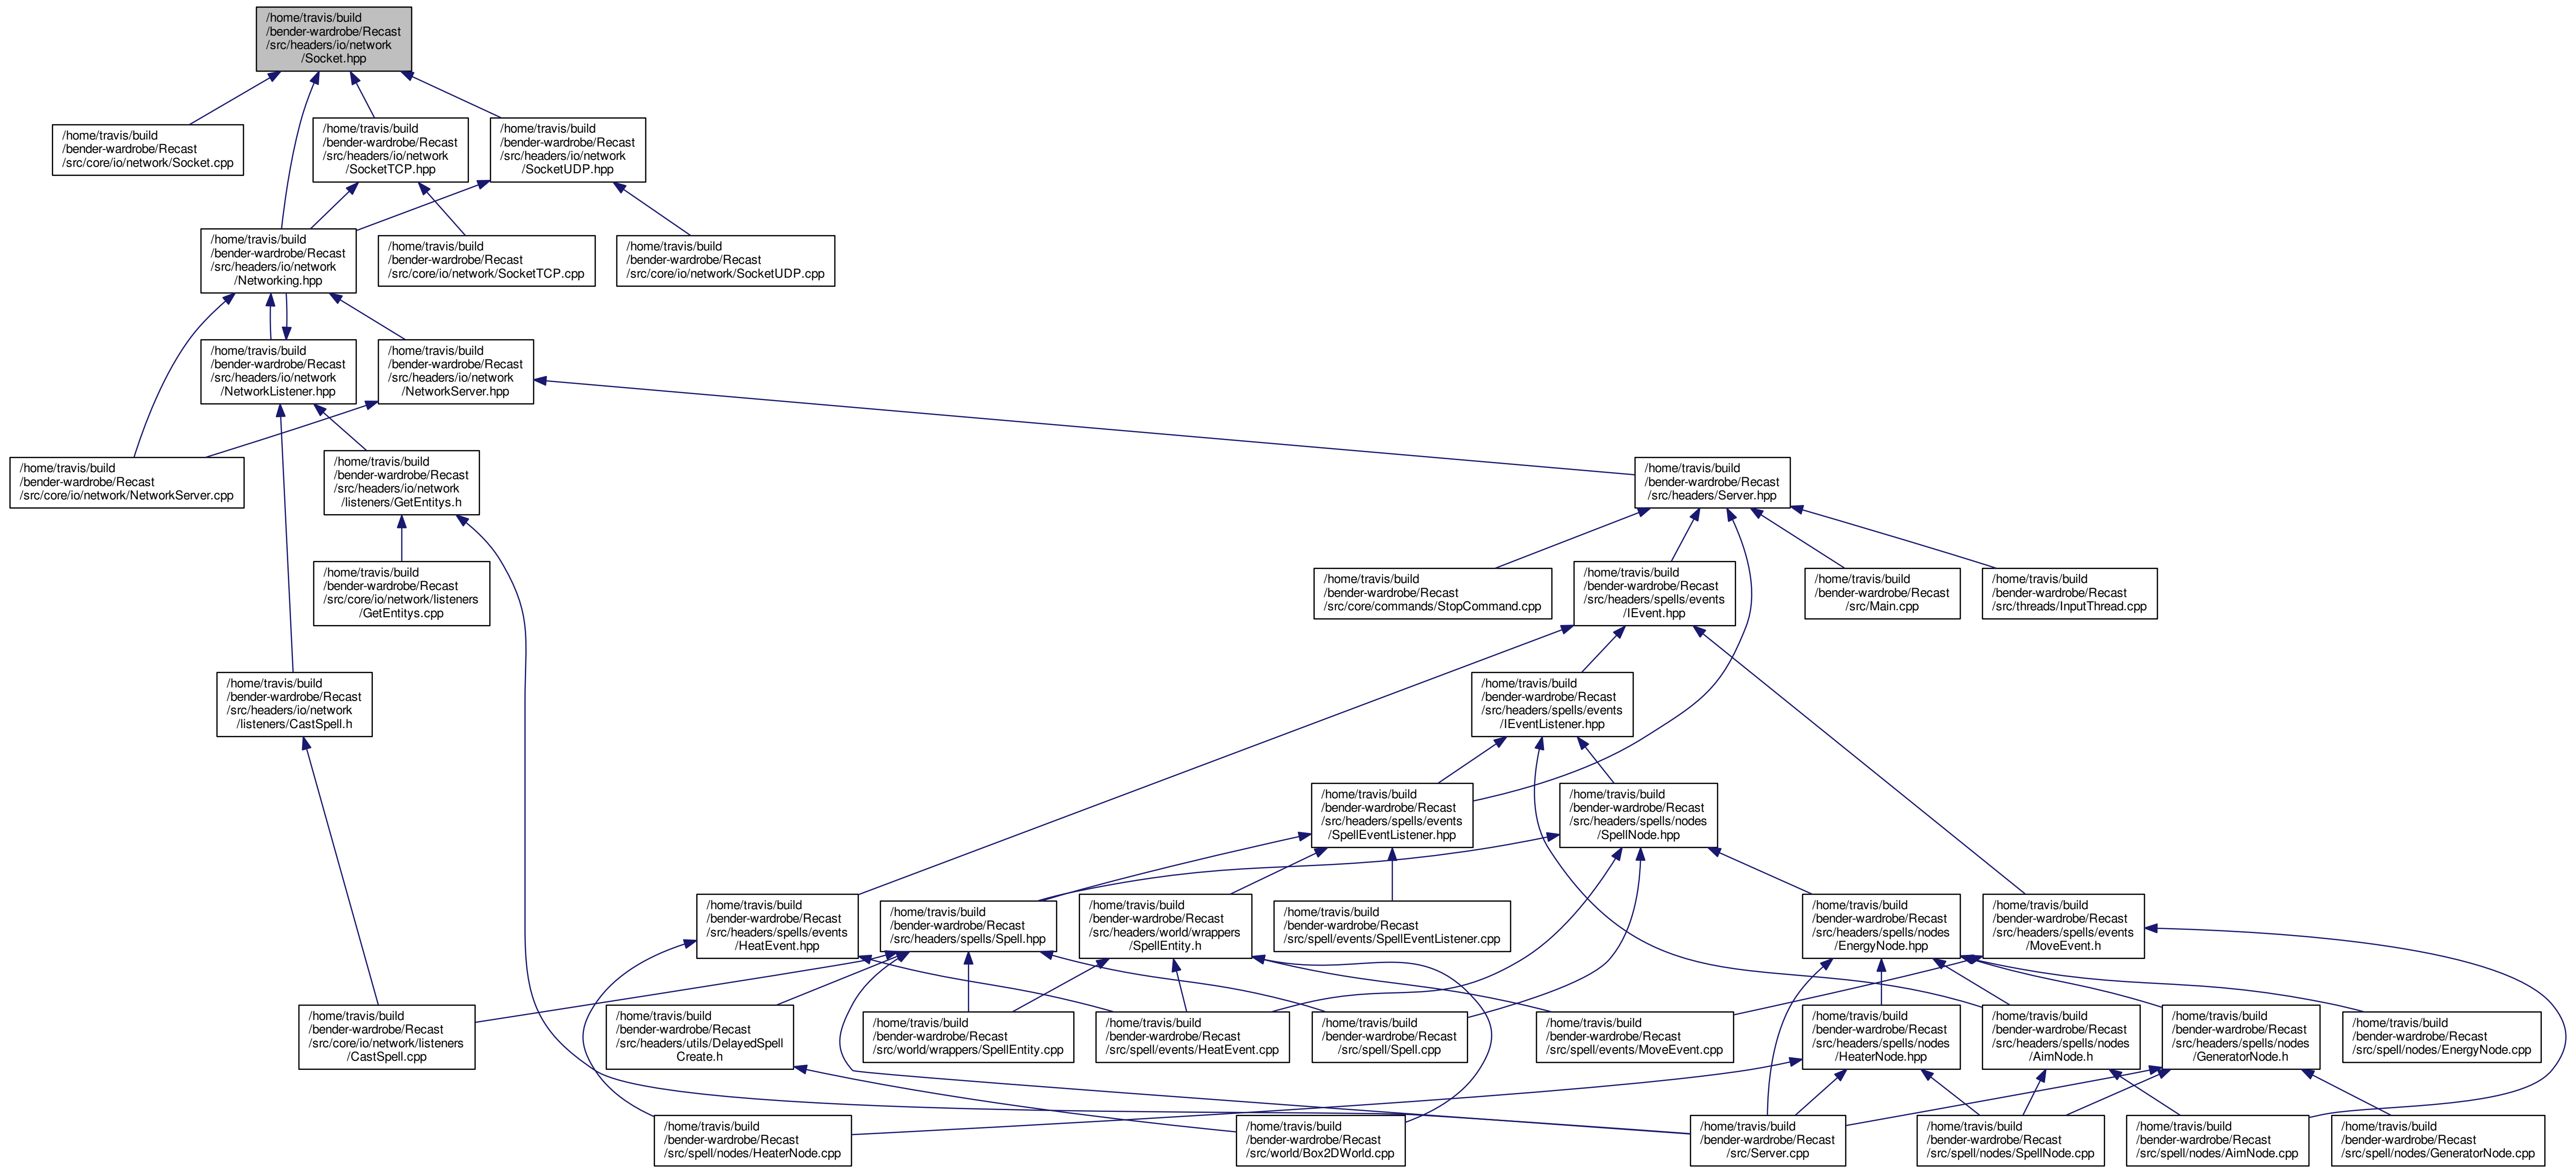 /home/travis/build
/bender-wardrobe/Recast
/src/headers/io/network
/Socket.hpp
/home/travis/build
/bender-wardrobe/Recast
/src/core/io/network/Socket.cpp
/home/travis/build
/bender-wardrobe/Recast
/src/headers/io/network
/SocketTCP.hpp
/home/travis/build
/bender-wardrobe/Recast
/src/headers/io/network
/SocketUDP.hpp
/home/travis/build
/bender-wardrobe/Recast
/src/headers/io/network
/Networking.hpp
/home/travis/build
/bender-wardrobe/Recast
/src/core/io/network/SocketTCP.cpp
/home/travis/build
/bender-wardrobe/Recast
/src/core/io/network/SocketUDP.cpp
/home/travis/build
/bender-wardrobe/Recast
/src/headers/io/network
/NetworkListener.hpp
/home/travis/build
/bender-wardrobe/Recast
/src/headers/io/network
/NetworkServer.hpp
/home/travis/build
/bender-wardrobe/Recast
/src/core/io/network/NetworkServer.cpp
/home/travis/build
/bender-wardrobe/Recast
/src/headers/io/network
/listeners/GetEntitys.h
/home/travis/build
/bender-wardrobe/Recast
/src/headers/Server.hpp
/home/travis/build
/bender-wardrobe/Recast
/src/core/io/network/listeners
/GetEntitys.cpp
/home/travis/build
/bender-wardrobe/Recast
/src/core/commands/StopCommand.cpp
/home/travis/build
/bender-wardrobe/Recast
/src/headers/spells/events
/IEvent.hpp
/home/travis/build
/bender-wardrobe/Recast
/src/Main.cpp
/home/travis/build
/bender-wardrobe/Recast
/src/threads/InputThread.cpp
/home/travis/build
/bender-wardrobe/Recast
/src/headers/io/network
/listeners/CastSpell.h
/home/travis/build
/bender-wardrobe/Recast
/src/headers/spells/events
/IEventListener.hpp
/home/travis/build
/bender-wardrobe/Recast
/src/headers/spells/events
/SpellEventListener.hpp
/home/travis/build
/bender-wardrobe/Recast
/src/headers/spells/nodes
/SpellNode.hpp
/home/travis/build
/bender-wardrobe/Recast
/src/headers/spells/events
/HeatEvent.hpp
/home/travis/build
/bender-wardrobe/Recast
/src/headers/spells/Spell.hpp
/home/travis/build
/bender-wardrobe/Recast
/src/headers/world/wrappers
/SpellEntity.h
/home/travis/build
/bender-wardrobe/Recast
/src/spell/events/SpellEventListener.cpp
/home/travis/build
/bender-wardrobe/Recast
/src/headers/spells/nodes
/EnergyNode.hpp
/home/travis/build
/bender-wardrobe/Recast
/src/headers/spells/events
/MoveEvent.h
/home/travis/build
/bender-wardrobe/Recast
/src/core/io/network/listeners
/CastSpell.cpp
/home/travis/build
/bender-wardrobe/Recast
/src/headers/utils/DelayedSpell
Create.h
/home/travis/build
/bender-wardrobe/Recast
/src/world/wrappers/SpellEntity.cpp
/home/travis/build
/bender-wardrobe/Recast
/src/spell/events/HeatEvent.cpp
/home/travis/build
/bender-wardrobe/Recast
/src/spell/Spell.cpp
/home/travis/build
/bender-wardrobe/Recast
/src/spell/events/MoveEvent.cpp
/home/travis/build
/bender-wardrobe/Recast
/src/headers/spells/nodes
/HeaterNode.hpp
/home/travis/build
/bender-wardrobe/Recast
/src/headers/spells/nodes
/AimNode.h
/home/travis/build
/bender-wardrobe/Recast
/src/headers/spells/nodes
/GeneratorNode.h
/home/travis/build
/bender-wardrobe/Recast
/src/spell/nodes/EnergyNode.cpp
/home/travis/build
/bender-wardrobe/Recast
/src/spell/nodes/HeaterNode.cpp
/home/travis/build
/bender-wardrobe/Recast
/src/world/Box2DWorld.cpp
/home/travis/build
/bender-wardrobe/Recast
/src/Server.cpp
/home/travis/build
/bender-wardrobe/Recast
/src/spell/nodes/SpellNode.cpp
/home/travis/build
/bender-wardrobe/Recast
/src/spell/nodes/AimNode.cpp
/home/travis/build
/bender-wardrobe/Recast
/src/spell/nodes/GeneratorNode.cpp